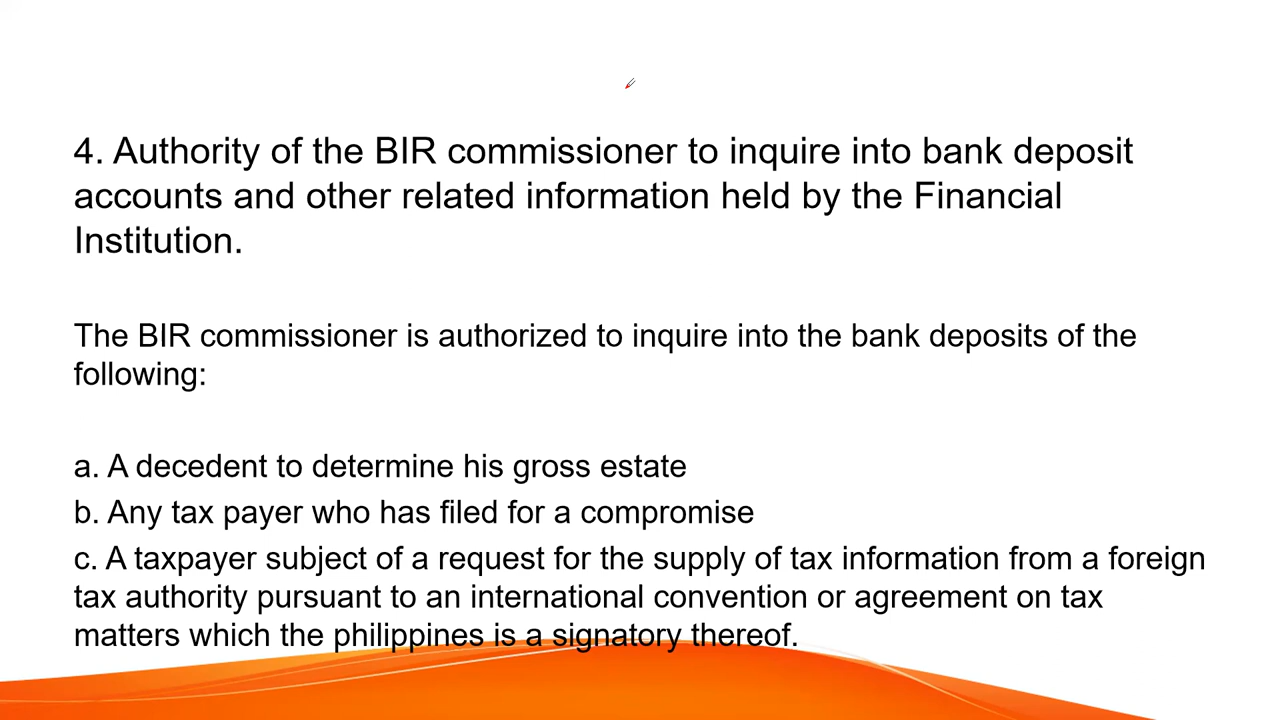 4. Authority of the BIR commissioner to inquire into bank deposit
accounts and other related information held by the Financial
Institution.
The BIR commissioner is authorized to inquire into the bank deposits of the
following:
a. A decedent to determine his gross estate
b. Any tax payer who has filed for a compromise
c. A taxpayer subject of a request for the supply of tax information from a foreign
tax authority pursuant to an international convention or agreement on tax
matters which the philippines is a signatory thereof.